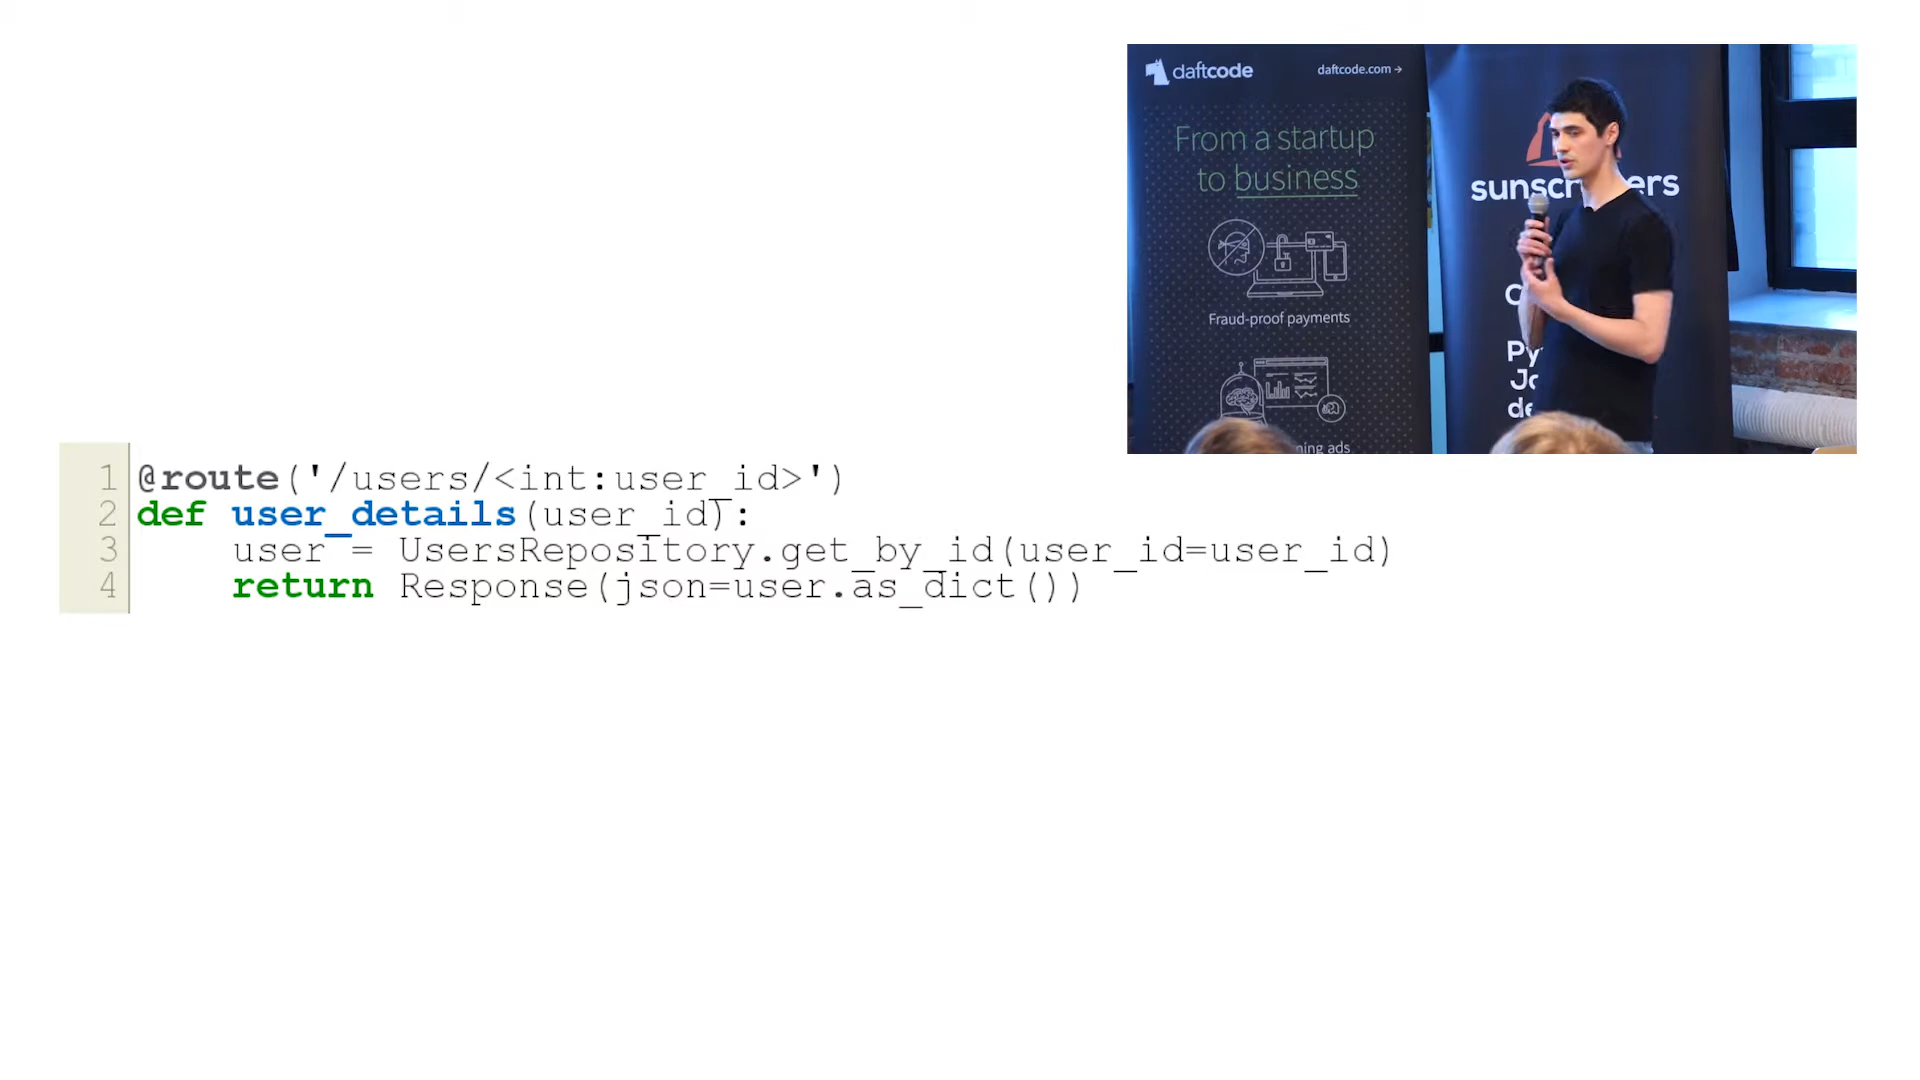 daftcode
daftcode.com →
From a startup
to business
Fraud-proof payments
ads
1 @route('/users/<int:user_id>')
2 def user_details(user_id):
3     user = UsersRepository.get_by_id(user_id=user_id)
4     return Response(json=user.as_dict())